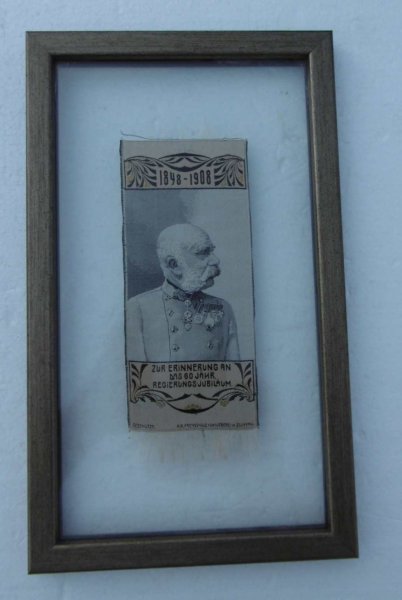 1848-1908
ZUR ERINNERUNG AN
DAS 60 JÄHR.
REGIERUNGSJUBILÄUM